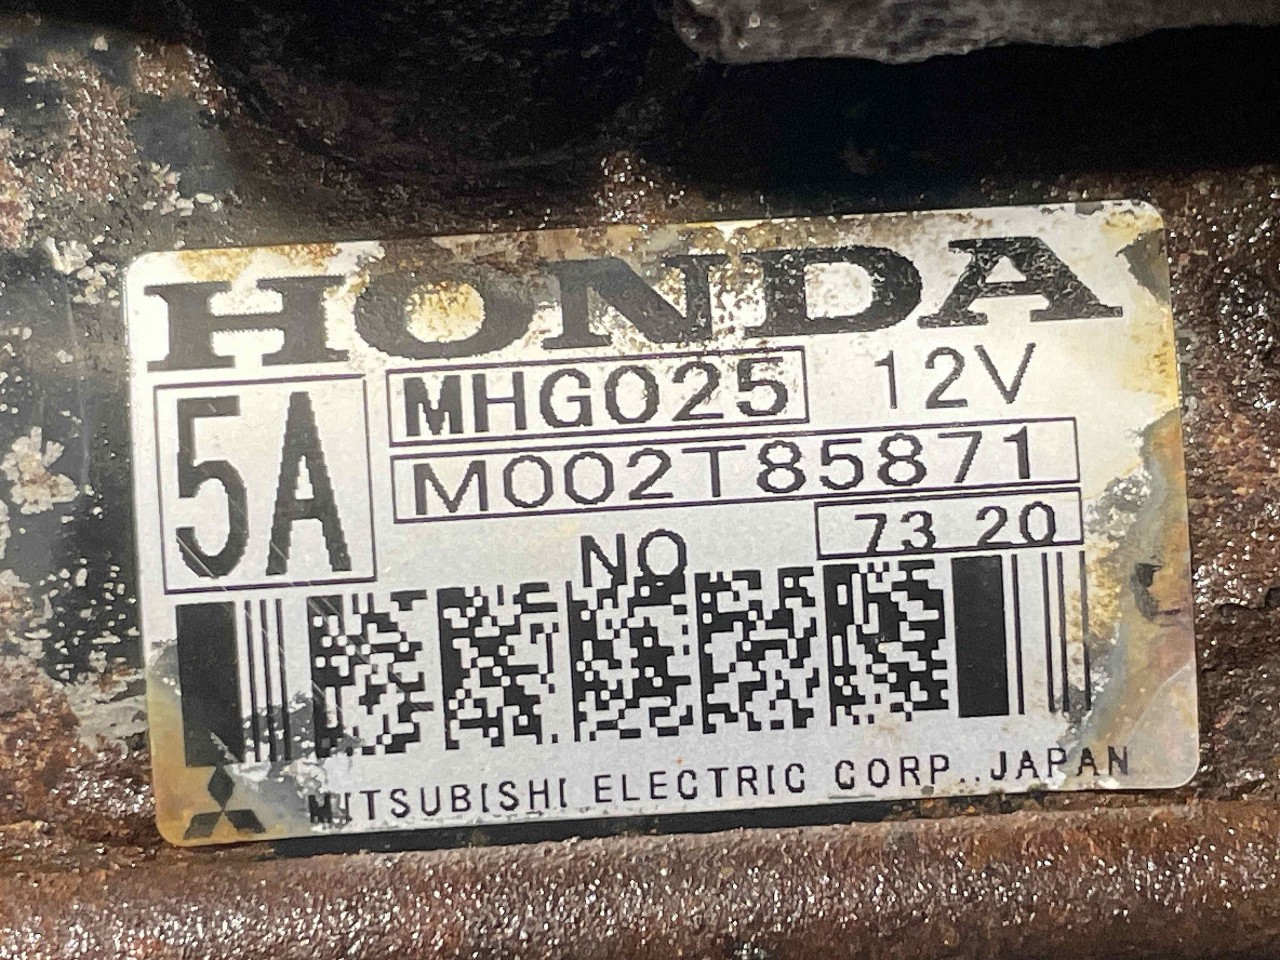 HONDA
5A
MHG025 12V
M002T85871
73 20
NO
MITSUBISHI ELECTRIC CORP., JAPAN